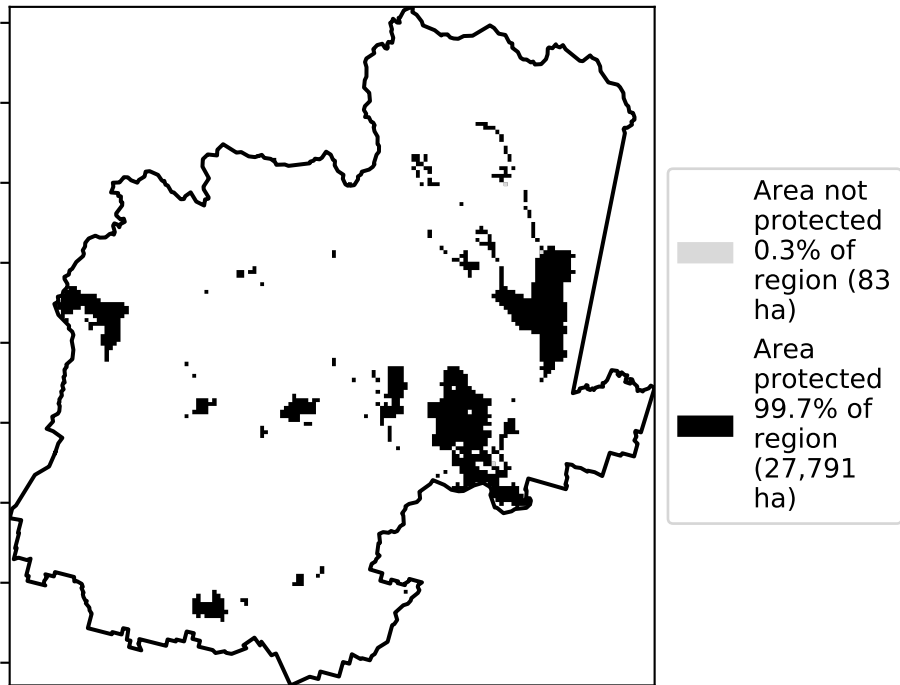 Area not
protected
0.3% of
region (83
ha)
Area
protected
99.7% of
region
(27,791
ha)